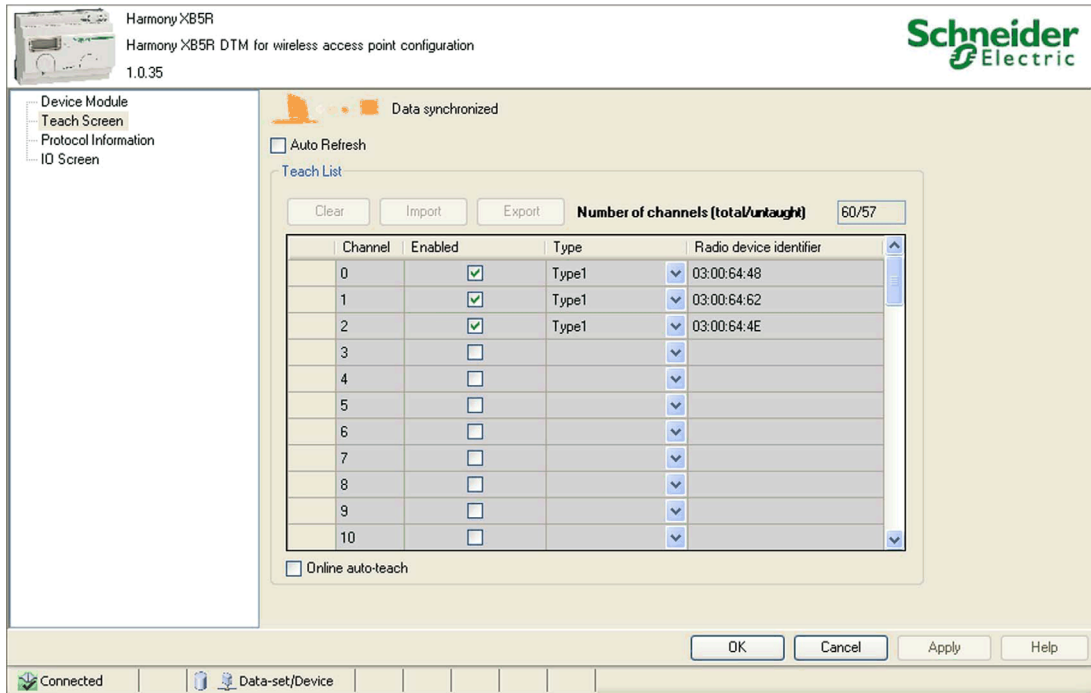 Harmony XB5R
Harmony XB5R DTM for wireless access point configuration
1.0.35
Schneider
Electric
Device Module
Teach Screen
Protocol Information
IO Screen
Data synchronized
Auto Refresh
Teach List
Clear Import Export Number of channels (total/untaught) 60/57
Channel Enabled Type Radio device identifier
0 Type1 03:00:64:48
1 Type1 03:00:64:62
2 Type1 03:00:64:4E
3
4
5
6
7
8
9
10
Online auto-teach
OK Cancel Apply Help
Connected Data-set/Device